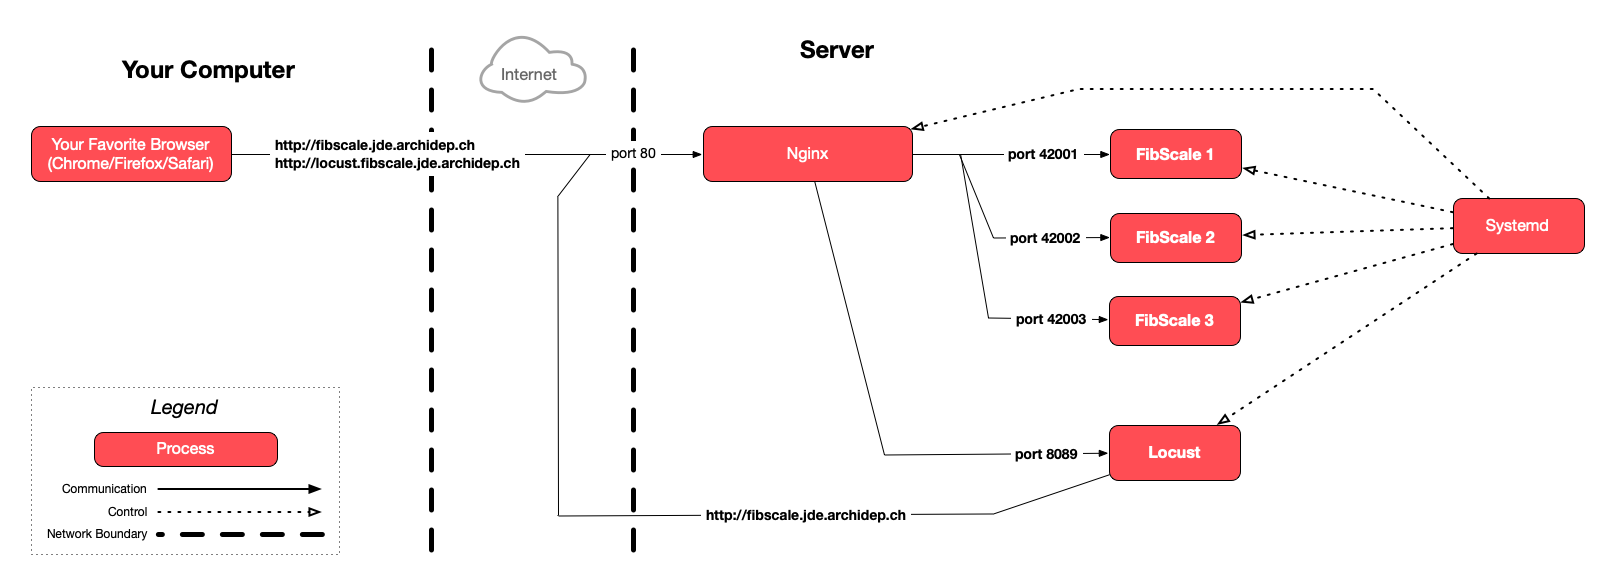 Your Computer
Internet
Server
Your Favorite Browser
(Chrome/Firefox/Safari)
http://fibscale.jde.archidep.ch
http://locust.fibscale.jde.archidep.ch
port 80
Nginx
port 42001
FibScale 1
port 42002
FibScale 2
port 42003
FibScale 3
Systemd
port 8089
Locust
http://fibscale.jde.archidep.ch
Legend
Process
Communication
Control
Network Boundary